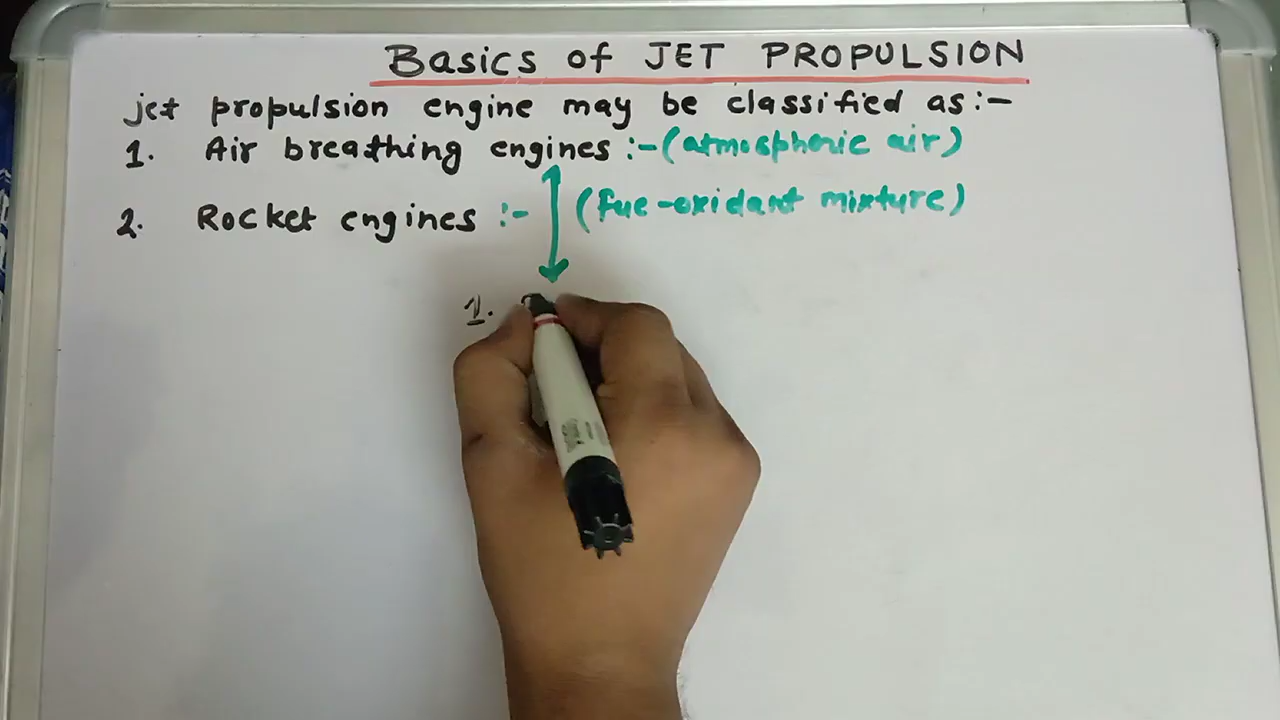 Basics of JET PROPULSION
jet propulsion engine may be classified as:-
1. Air breathing engines :- (atmospheric air)
2. Rocket engines :- (fue-oxidant mixture)
1.